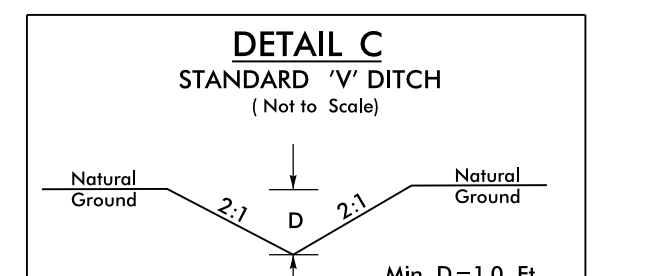 DETAIL C
STANDARD 'V' DITCH
( Not to Scale)
Natural
Ground
2:1
D
2:1
Natural
Ground
Min. D=1.0 Ft.